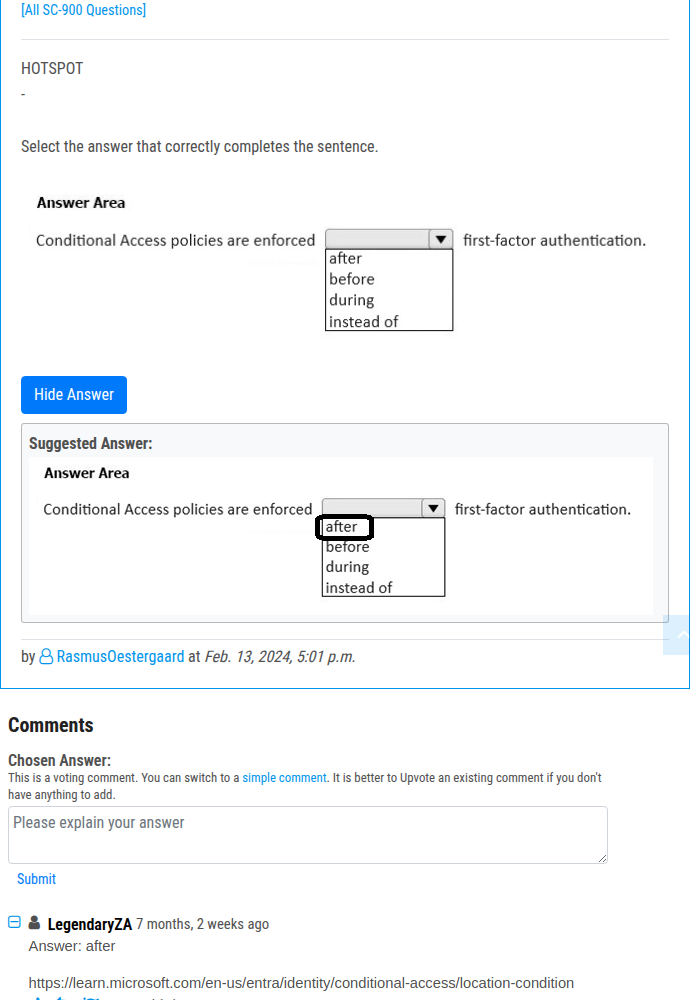 [All SC-900 Questions]
HOTSPOT
-
Select the answer that correctly completes the sentence.
Answer Area
Conditional Access policies are enforced first-factor authentication.
after
before
during
instead of
Hide Answer
Suggested Answer:
Answer Area
Conditional Access policies are enforced first-factor authentication.
after
before
during
instead of
by RasmusOestergaard at Feb. 13, 2024, 5:01 p.m.
Comments
Chosen Answer:
This is a voting comment. You can switch to a simple comment. It is better to Upvote an existing comment if you don't
have anything to add.
Please explain your answer
Submit
LegendaryZA 7 months, 2 weeks ago
Answer: after
https://learn.microsoft.com/en-us/entra/identity/conditional-access/location-condition